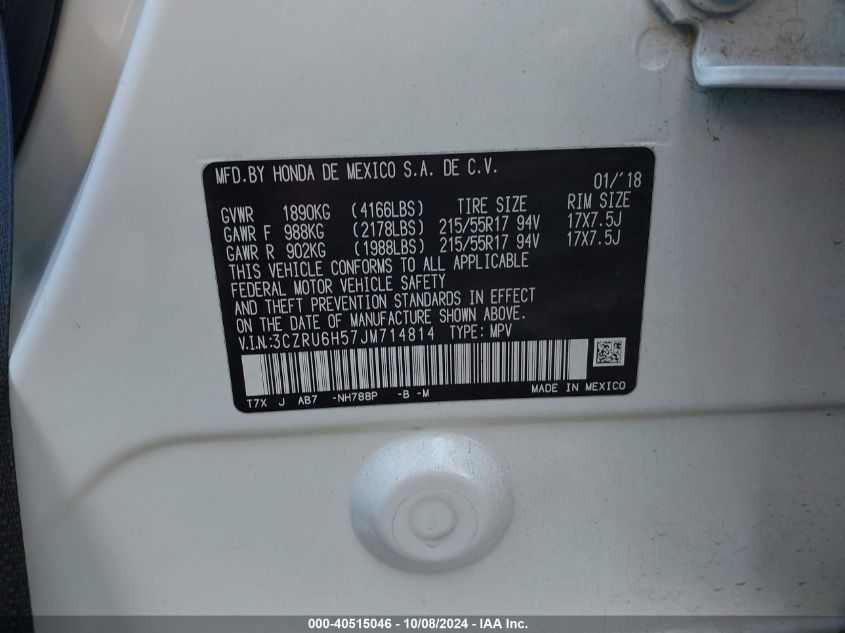 MFD.BY HONDA DE MEXICO S.A. DE C.V.
01/'18
GVWR 1890KG (4166LBS) TIRE SIZE RIM SIZE
GAWR F 988KG (2178LBS) 215/55R17 94V 17X7.5J
GAWR R 902KG (1988LBS) 215/55R17 94V 17X7.5J
THIS VEHICLE CONFORMS TO ALL APPLICABLE
FEDERAL MOTOR VEHICLE SAFETY
AND THEFT PREVENTION STANDARDS IN EFFECT
ON THE DATE OF MANUFACTURE SHOWN ABOVE.
V.I.N:3CZRU6H57JM714814 TYPE: MPV
T7X J AB7 -NH788P -B -M MADE IN MEXICO
000-40515046 - 10/08/2024 - IAA Inc.